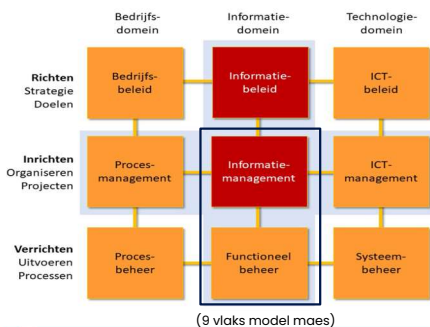 Bedrijfs-
domein
Informatie-
domein
Technologie-
domein
Richten
Strategie
Doelen
Bedrijfs-
beleid
Informatie-
beleid
ICT-
beleid
Inrichten
Organiseren
Projecten
Proces-
management
Informatie-
management
ICT-
management
Verrichten
Uitvoeren
Processen
Proces-
beheer
Functioneel
beheer
Systeem-
beheer
(9 vlaks model maes)